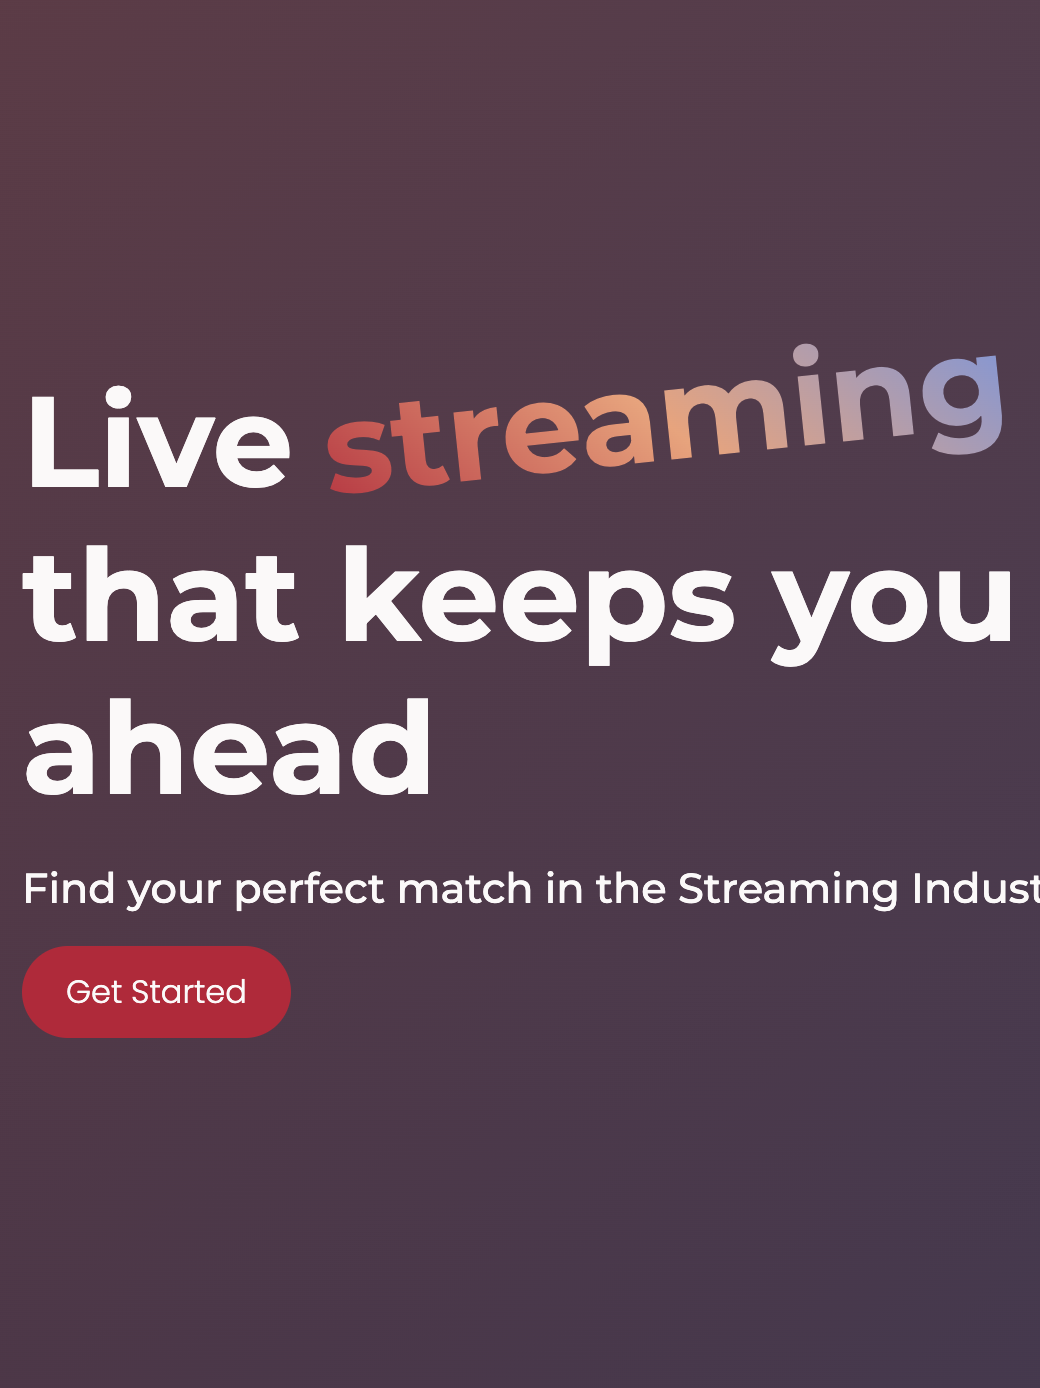 Live streaming
that keeps you
ahead
Find your perfect match in the Streaming
Get Started